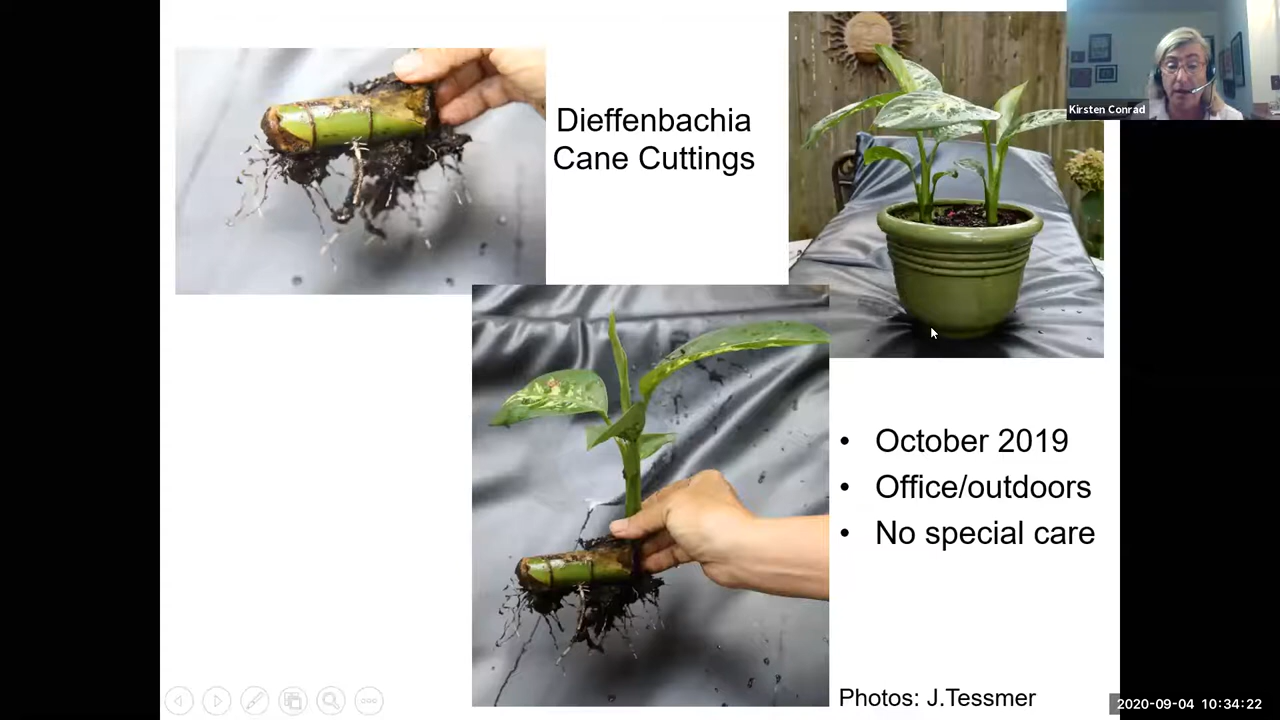 Dieffenbachia
Cane Cuttings
Kirsten Conrad
• October 2019
• Office/outdoors
• No special care
Photos: J.Tessmer
2020-09-04 10:34:22